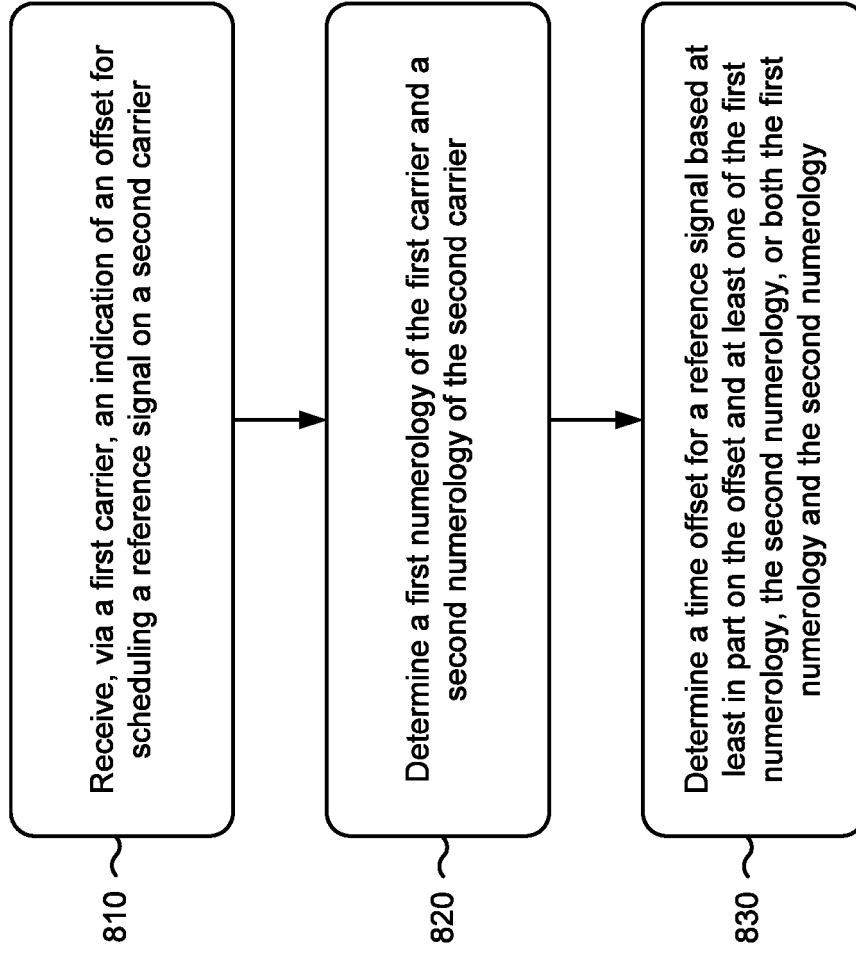 810
Receive, via a first carrier, an indication of an offset for
scheduling a reference signal on a second carrier
820
Determine a first numerology of the first carrier and a
second numerology of the second carrier
830
Determine a time offset for a reference signal based at
least in part on the offset and at least one of the first
numerology, the second numerology, or both the first
numerology and the second numerology